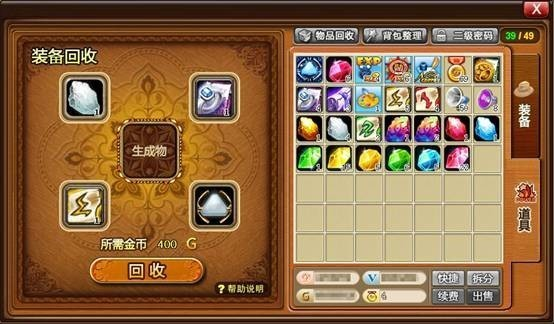 X
物品回收 背包整理 二级密码 39 / 49
装备回收
生成物
所需金币 400 G
回收
? 帮助说明
装备
道具
V
G
6
快捷 拆分
续费 出售